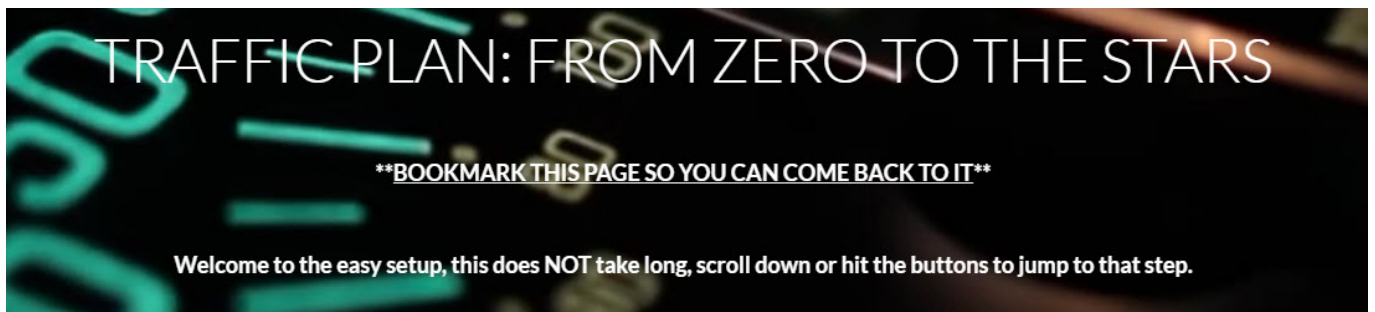 TRAFFIC PLAN: FROM ZERO TO THE STARS
**BOOKMARK THIS PAGE SO YOU CAN COME BACK TO IT**
Welcome to the easy setup, this does NOT take long, scroll down or hit the buttons to jump to that step.